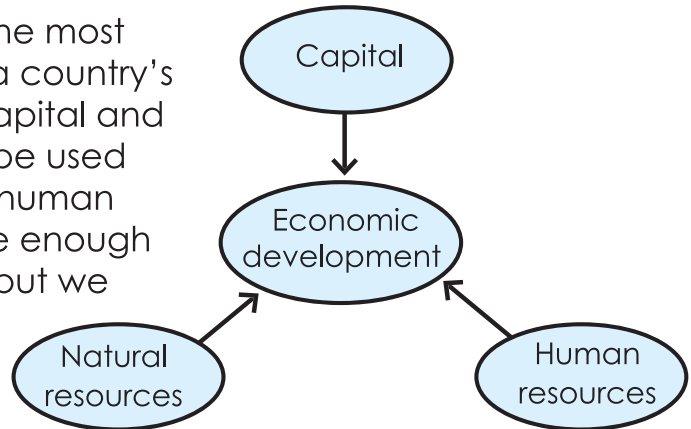 he most
a country's
apital and
be used
human
e enough
out we
Capital
Economic
development
Natural
resources
Human
resources